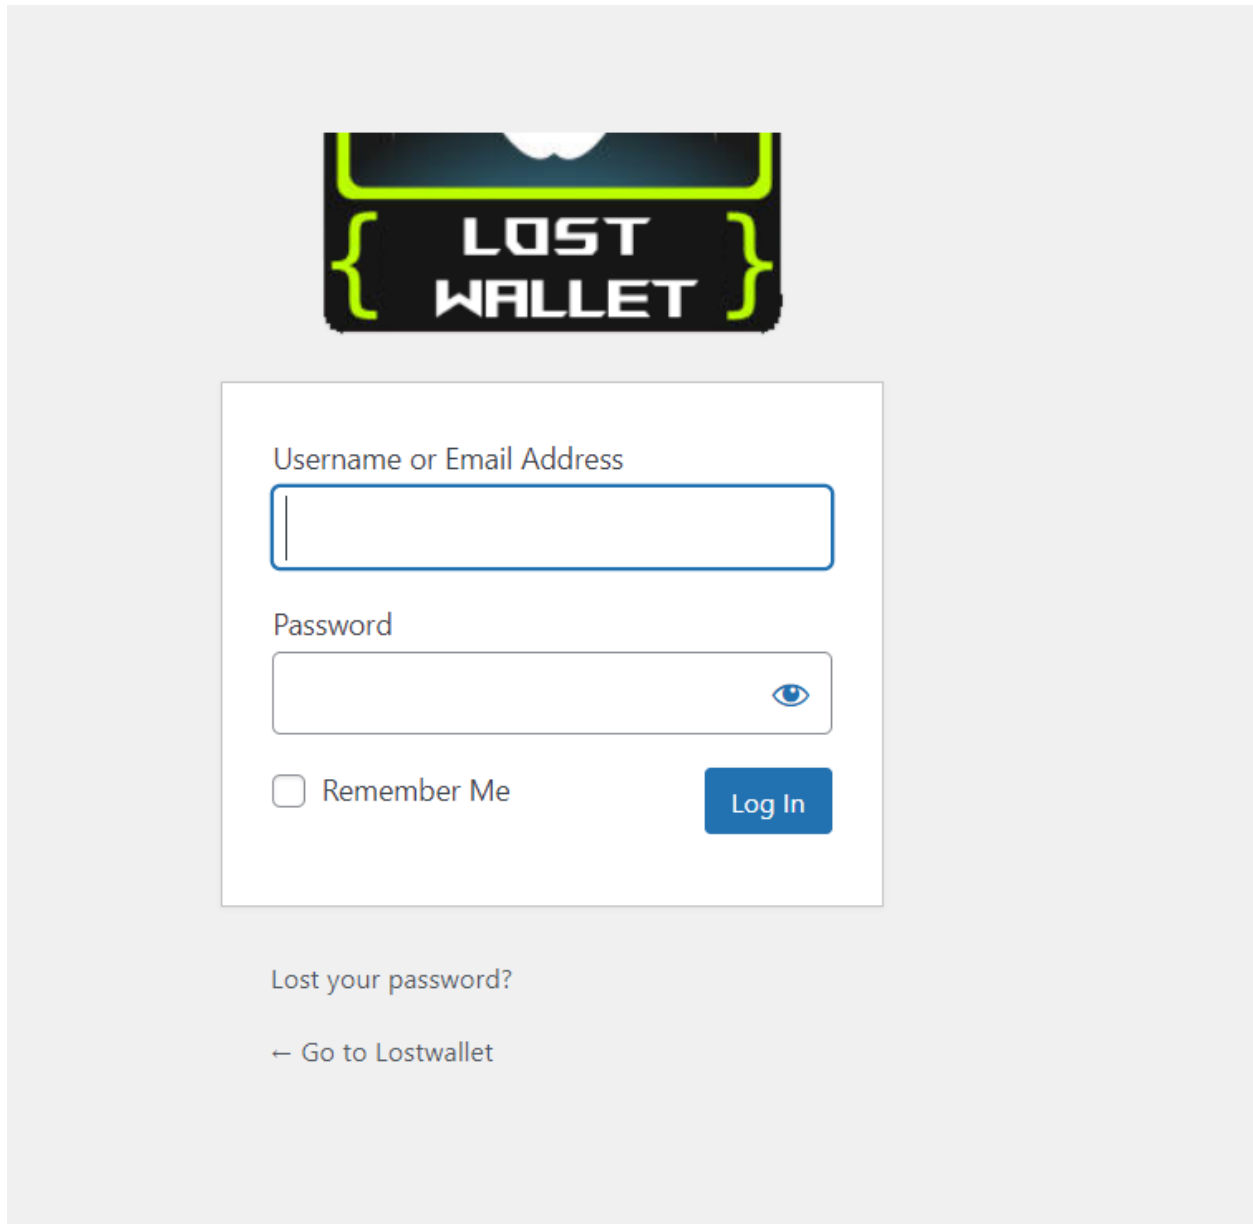 { LOST
WALLET }
Username or Email Address
Password
Remember Me
Log In
Lost your password?
← Go to Lostwallet